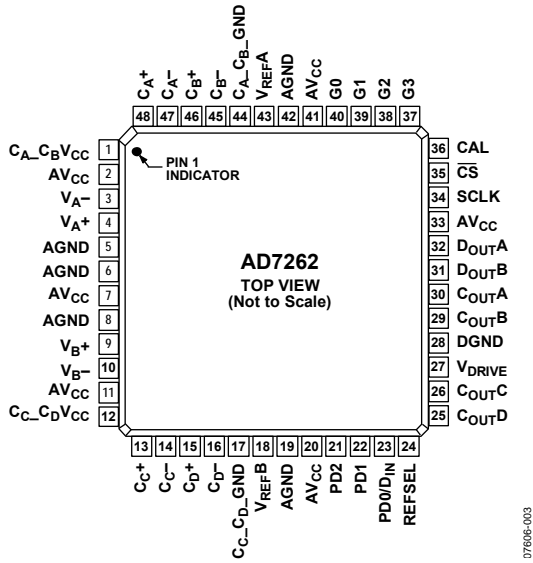 CA+
CA−
CB+
CB−
CA_CB_GND
VREFA
AGND
AVCC
G0
G1
G2
G3
48 47 46 45 44 43 42 41 40 39 38 37
CA_CBVCC 1
AVCC 2
VA− 3
VA+ 4
AGND 5
AGND 6
AVCC 7
AGND 8
VB+ 9
VB− 10
AVCC 11
CC_CDVCC 12
PIN 1
INDICATOR
AD7262
TOP VIEW
(Not to Scale)
36 CAL
35 CS
34 SCLK
33 AVCC
32 DOUTA
31 DOUTB
30 COUTA
29 COUTB
28 DGND
27 VDRIVE
26 COUTC
25 COUTD
13 14 15 16 17 18 19 20 21 22 23 24
CC+
CC−
CD+
CD−
CC_CD_GND
VREFB
AGND
AVCC
PD2
PD1
PD0/DIN
REFSEL
07606-003